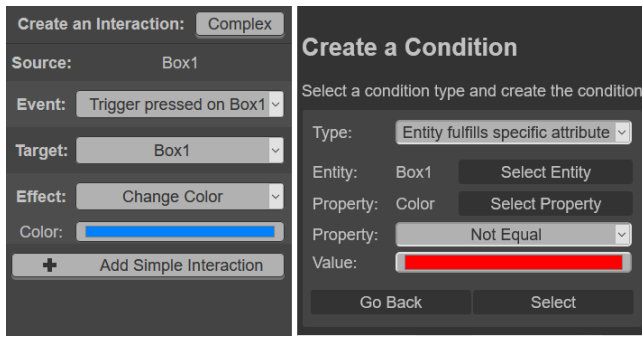 Create an Interaction: Complex
Source: Box1
Event: Trigger pressed on Box1
Target: Box1
Effect: Change Color
Color:
+ Add Simple Interaction
Create a Condition
Select a condition type and create the condition
Type: Entity fulfills specific attribute
Entity: Box1 Select Entity
Property: Color Select Property
Property: Not Equal
Value:
Go Back Select